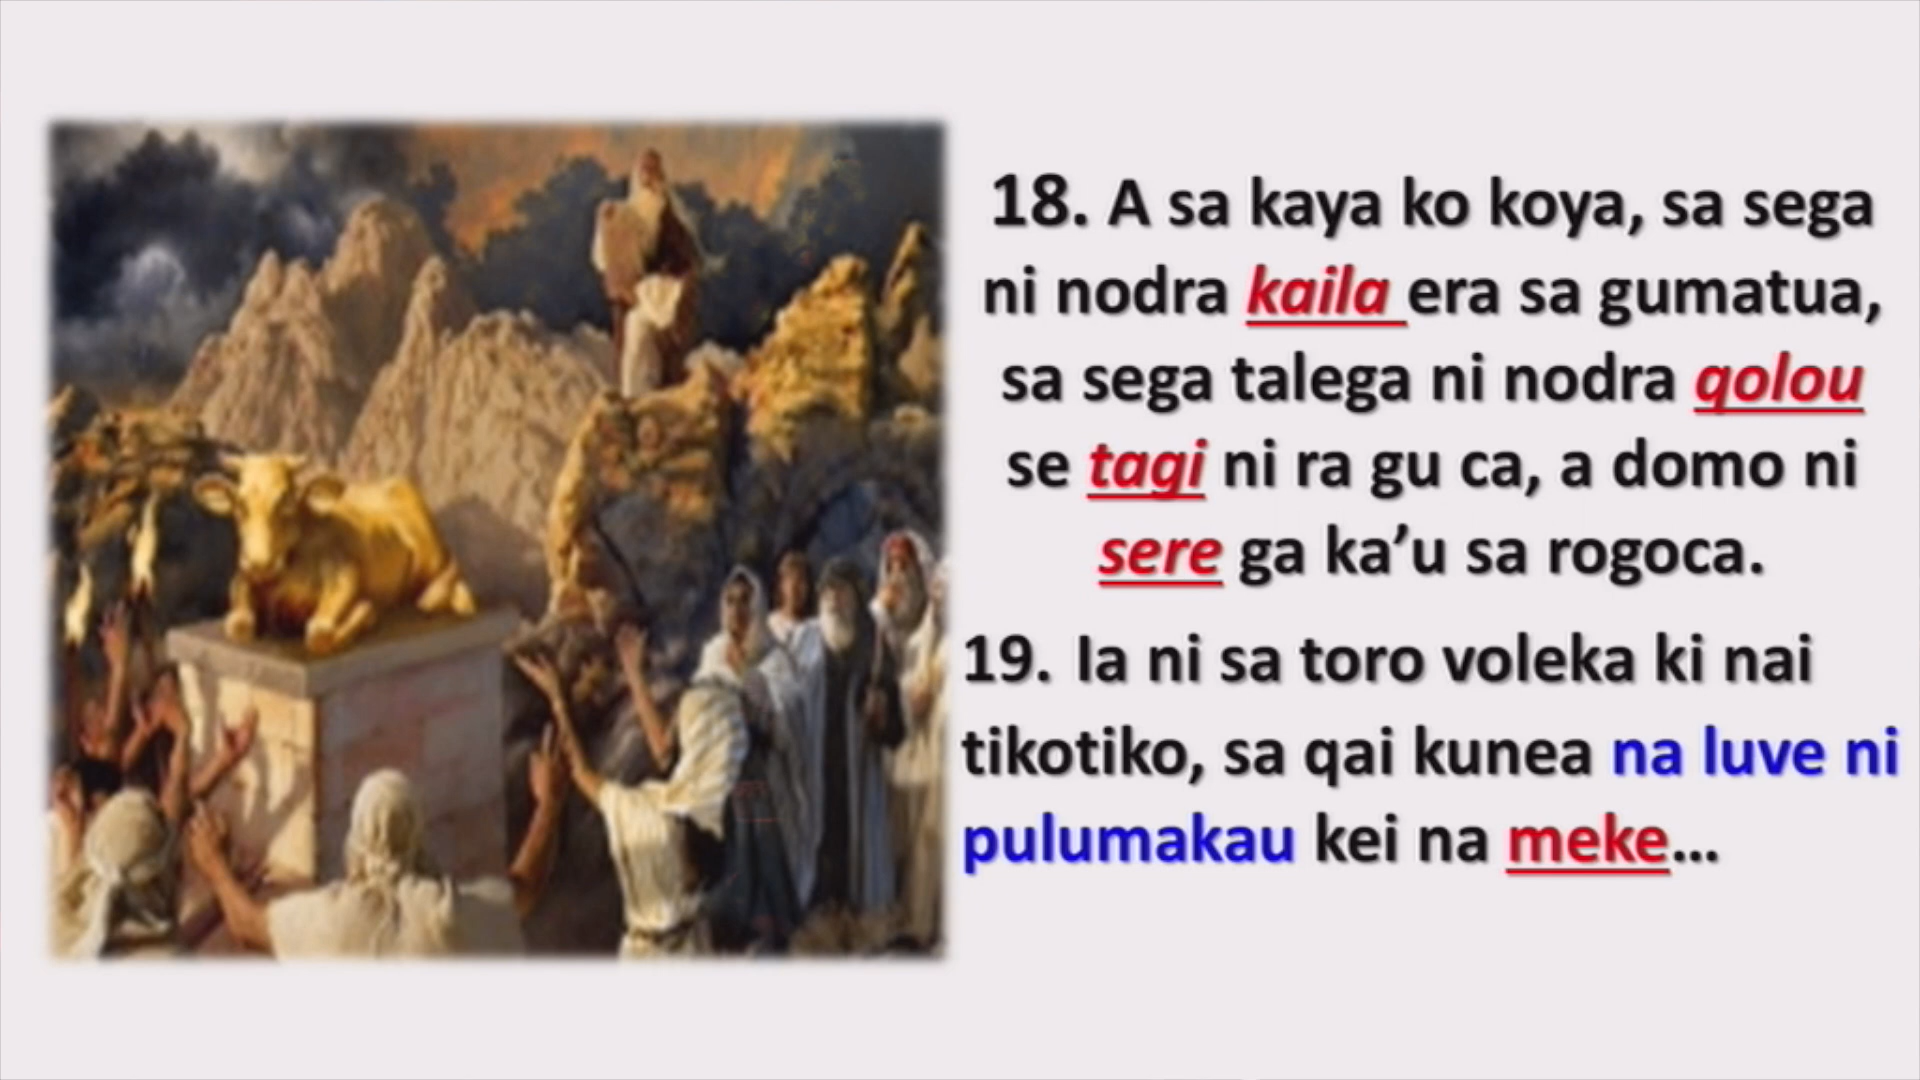 18. A sa kaya ko koya, sa sega
ni nodra kaila era sa gumatua,
sa sega talega ni nodra qolou
se tagi ni ra gu ca, a domo ni
sere ga ka’u sa rogoca.
19. Ia ni sa toro voleka ki nai
tikotiko, sa qai kunea na luve ni
pulumakau kei na meke…